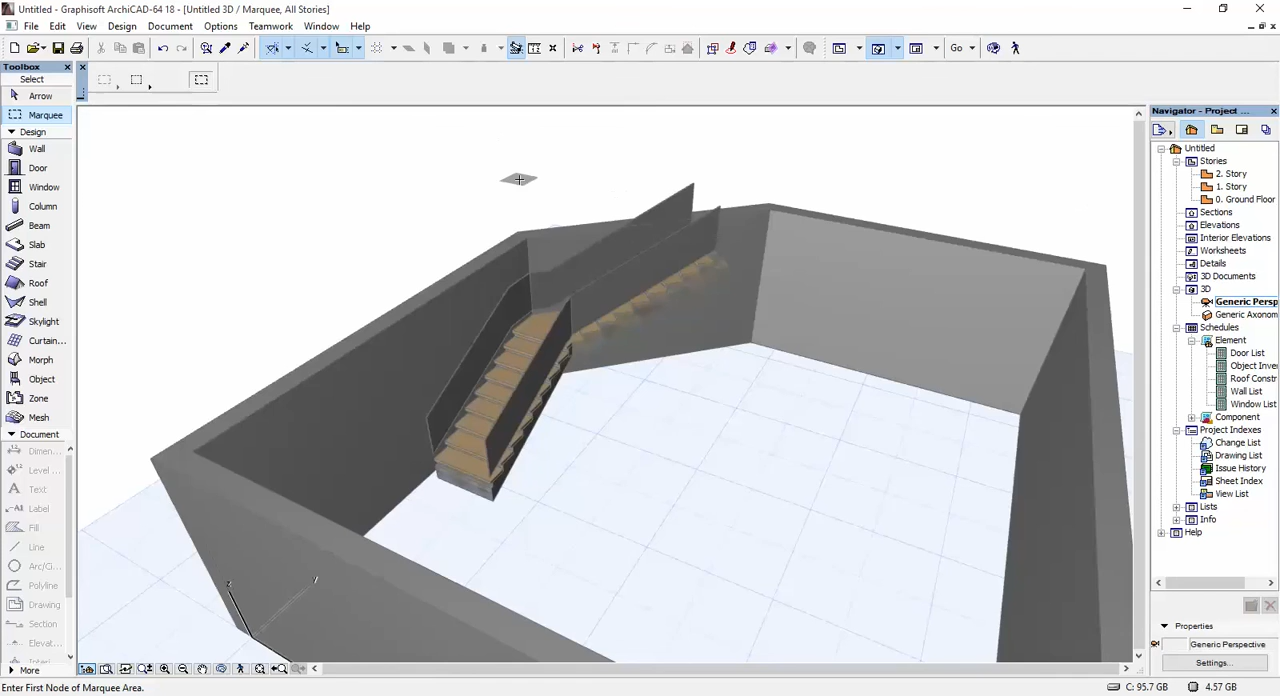 Untitled - Graphisoft ArchiCAD-64 18 - [Untitled 3D / Marquee, All Stories]
File Edit View Design Document Options Teamwork Window Help
Go
Toolbox
Select
Arrow
Marquee
Design
Wall
Door
Window
Column
Beam
Slab
Stair
Roof
Shell
Skylight
Curtain...
Morph
Object
Zone
Mesh
Document
Dimen...
Level ...
Text
Label
Fill
Line
Arc/Ci...
Polyline
Drawing
Section
Elevat...
Interi...
More
z
y
Navigator - Project ...
Untitled
Stories
2. Story
1. Story
0. Ground Floor
Sections
Elevations
Interior Elevations
Worksheets
Details
3D Documents
3D
Generic Persp
Generic Axonom
Schedules
Element
Door List
Object Inve
Roof Constr
Wall List
Window List
Component
Project Indexes
Change List
Drawing List
Issue History
Sheet Index
View List
Lists
Info
Help
Properties
Generic Perspective
Settings...
Enter First Node of Marquee Area.
C: 95.7 GB
4.57 GB